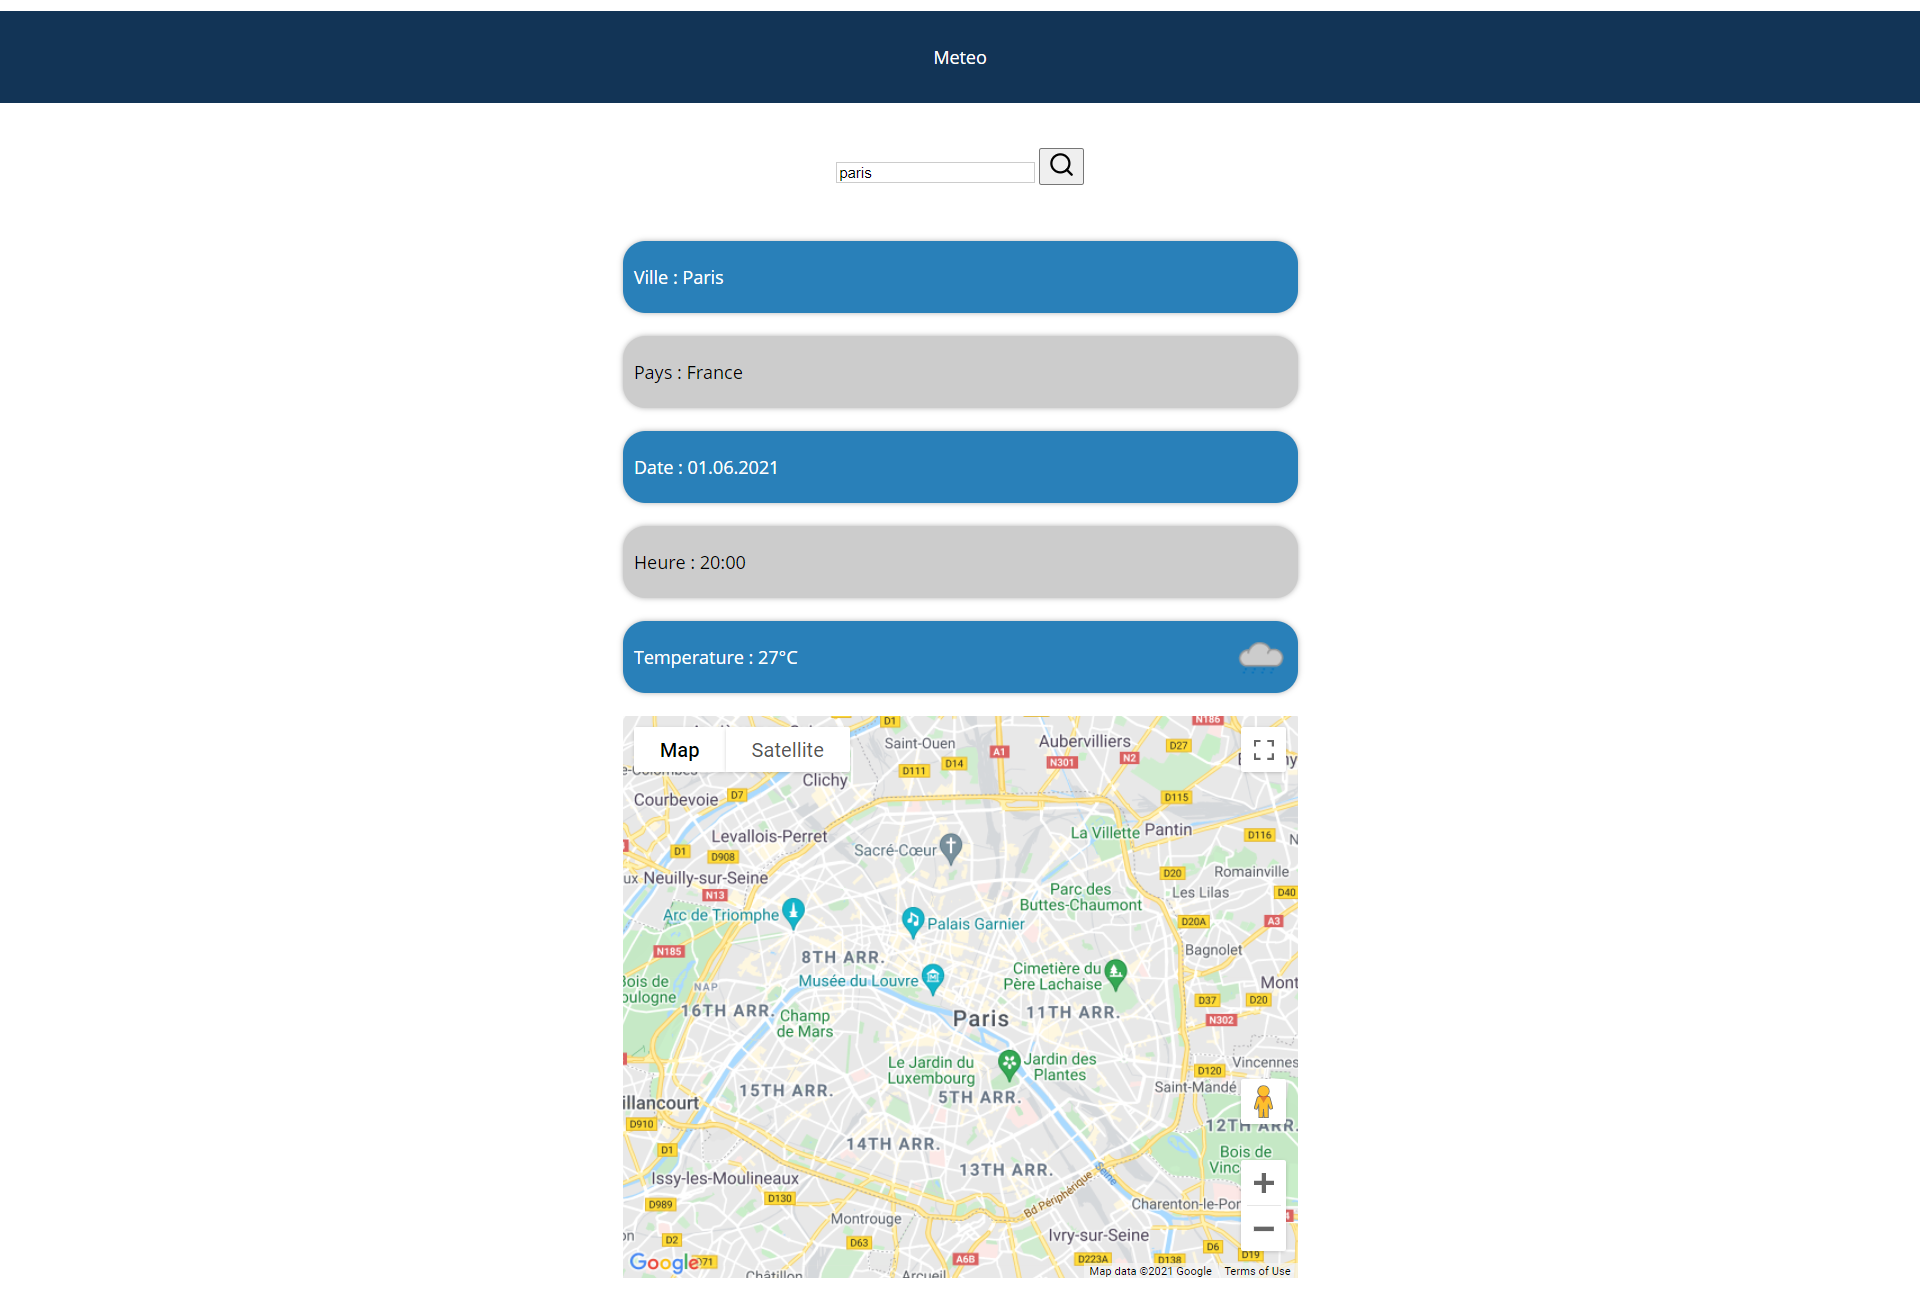 Meteo
paris
Ville : Paris
Pays : France
Date : 01.06.2021
Heure : 20:00
Temperature : 27°C
Map
Satellite
D1
N186
Saint-Ouen
A1
Aubervilliers
D27
D111
D14
N301
N2
Clichy
Courbevoie
D7
D115
Levallois-Perret
La Villette
Pantin
D116
D1
D908
Sacré-Cœur
Neuilly-sur-Seine
D20
Romainville
N13
Parc des
Buttes-Chaumont
Les Lilas
D40
Arc de Triomphe
Palais Garnier
D20A
A3
N185
8TH ARR.
Bagnolet
Musée du Louvre
Cimetière du
Père Lachaise
NAP
16TH ARR.
Champ
de Mars
Paris
11TH ARR.
D37
D20
N302
Le Jardin du
Luxembourg
Jardin des
Plantes
Vincennes
D120
Saint-Mandé
15TH ARR.
5TH ARR.
illancourt
D910
12TH ARR.
D1
14TH ARR.
13TH ARR.
Bois de
Seine
Issy-les-Moulineaux
D130
Bd Périphérique
D989
Montrouge
Charenton-le-Pon
D2
D63
Ivry-sur-Seine
D6
D19
Google
A6B
D223A
D138
Châtillon
Arcueil
Map data ©2021 Google
Terms of Use